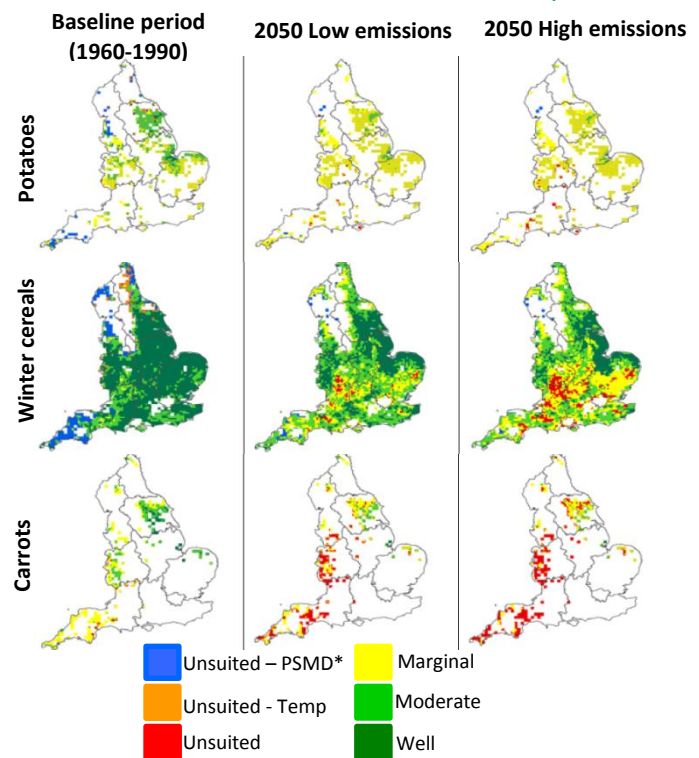 Baseline period
(1960-1990)
2050 Low emissions
2050 High emissions
Potatoes
Winter cereals
Carrots
Unsuited – PSMD*
Marginal
Unsuited - Temp
Moderate
Unsuited
Well